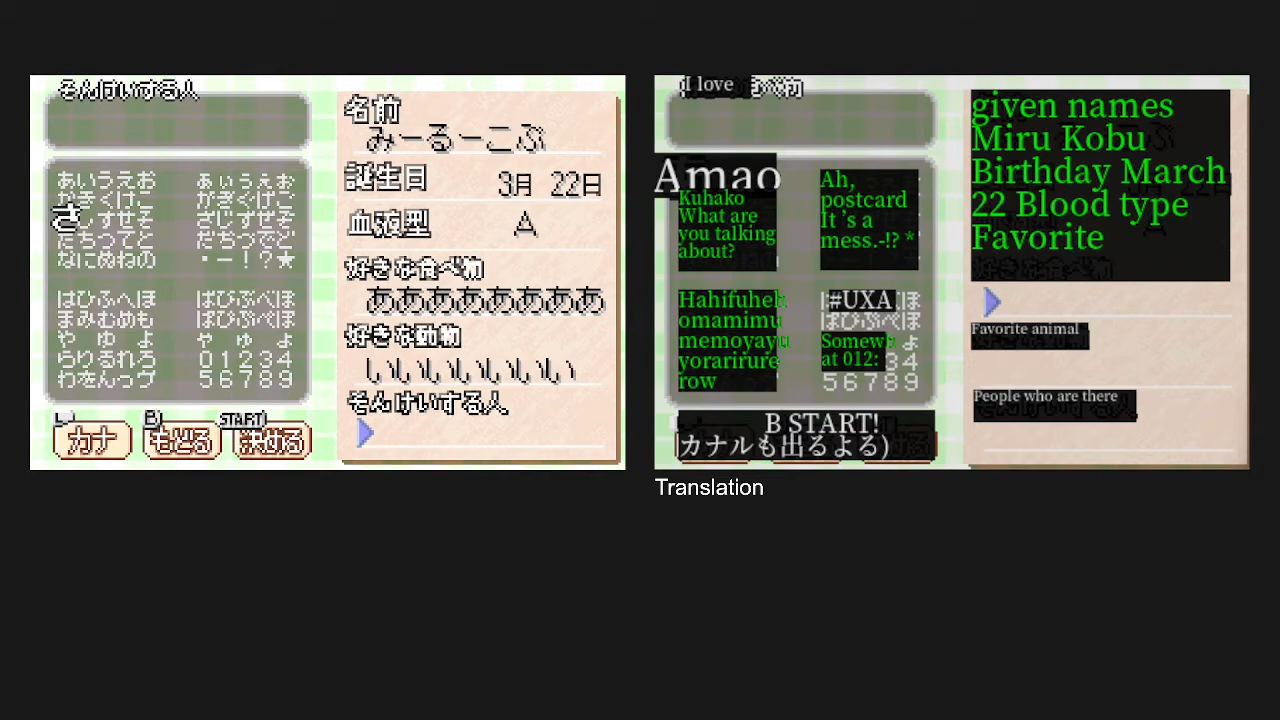 そんけいする人
あいうえお ぁぃぅぇぉ
かきくけこ がぎぐげご
さしすせそ ざじずぜぞ
たちつてと だぢづでど
なにぬねの ・ー！？★
はひふへほ ばびぶべぼ
まみむめも ぱぴぷぺぽ
や ゆ よ ゃ ゅ ょ
らりるれろ 01234
わをんっヴ 56789
L
カナ
B
もどる
START
決める
名前
みーるーこぷ
誕生日
3月 22日
血液型
A
好きな食べ物
ああああああああ
好きな動物
いいいいいいいい
そんけいする人
I love
Amao
Kuhako
What are
you talking
about?
Ah,
postcard
It 's a
mess.-!? *
Hahifuheh
omamimu
memoyayu
yorarirure
row
#UXA
Somewh
at 012:
34
56789
B START!
カナルも出るよる)
given names
Miru Kobu
Birthday March
22 Blood type
Favorite
Favorite animal
People who are there
Translation